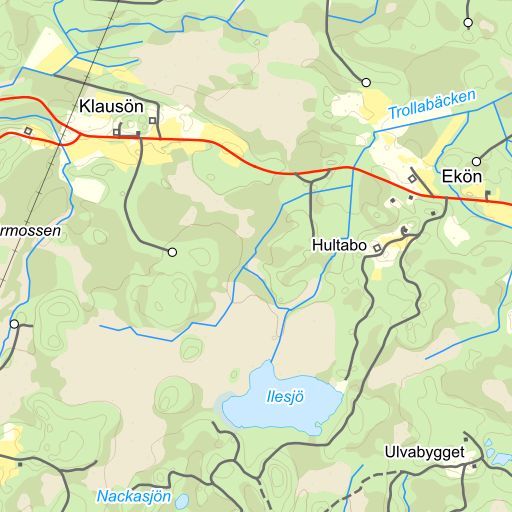 Trollabäcken
Klausön
Ekön
rmossen
Hultabo
Ilesjö
Ulvabygget
Nackasjön